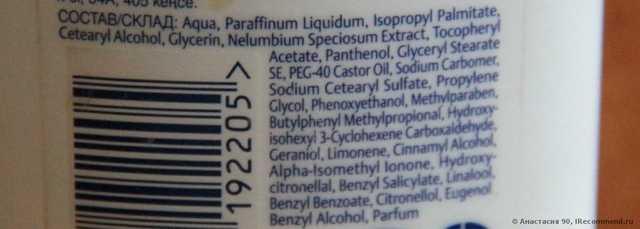 34А, 405 кеңсе.
СОСТАВ/СКЛАД: Aqua, Paraffinum Liquidum, Isopropyl Palmitate,
Cetearyl Alcohol, Glycerin, Nelumbium Speciosum Extract, Tocopheryl
Acetate, Panthenol, Glyceryl Stearate
SE, PEG-40 Castor Oil, Sodium Carbomer,
Sodium Cetearyl Sulfate, Propylene
Glycol, Phenoxyethanol, Methylparaben,
Butylphenyl Methylpropional, Hydroxy-
isohexyl 3-Cyclohexene Carboxaldehyde,
Geraniol, Limonene, Cinnamyl Alcohol,
Alpha-Isomethyl Ionone, Hydroxy-
citronellal, Benzyl Salicylate, Linalool,
Benzyl Benzoate, Citronellol, Eugenol
Benzyl Alcohol, Parfum
192205>
© Анастасия 90, IRecommend.ru